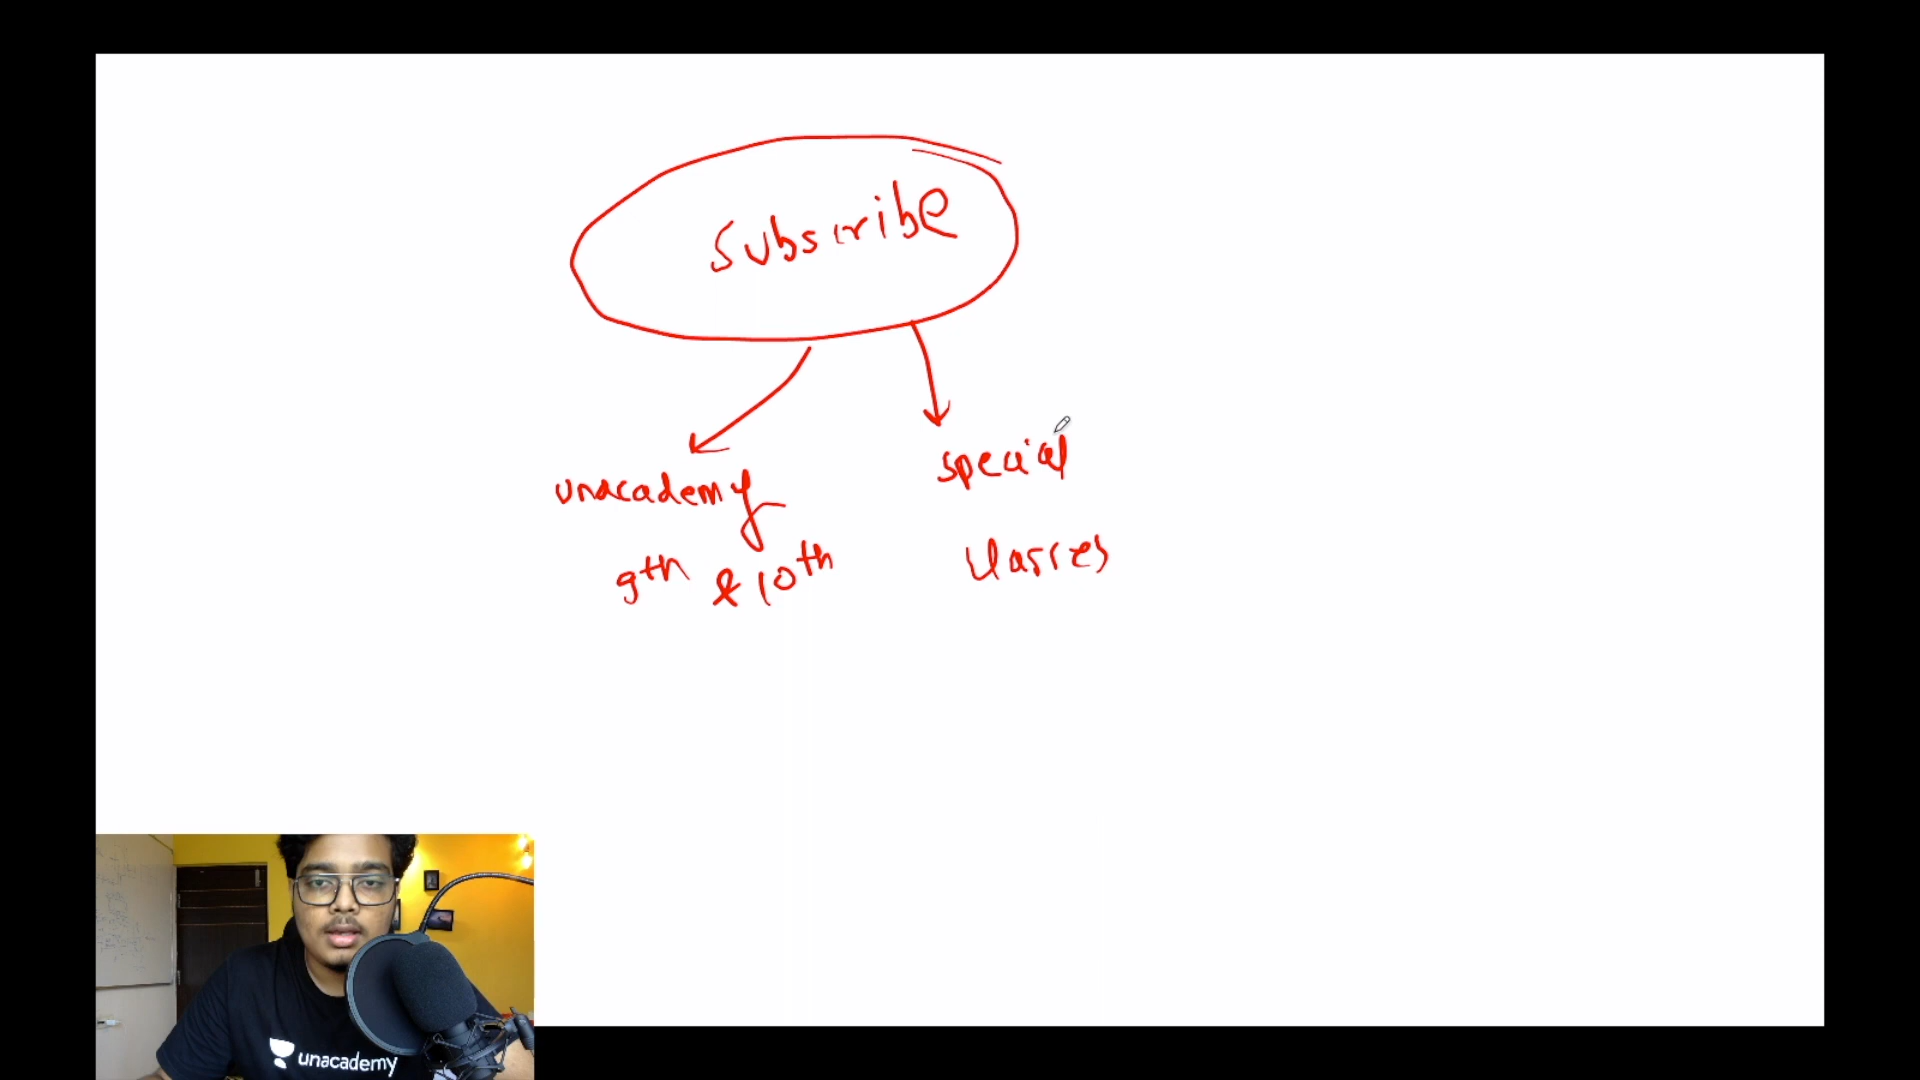 Subscribe
unacademy
9th & 10th
special
classes
unacademy